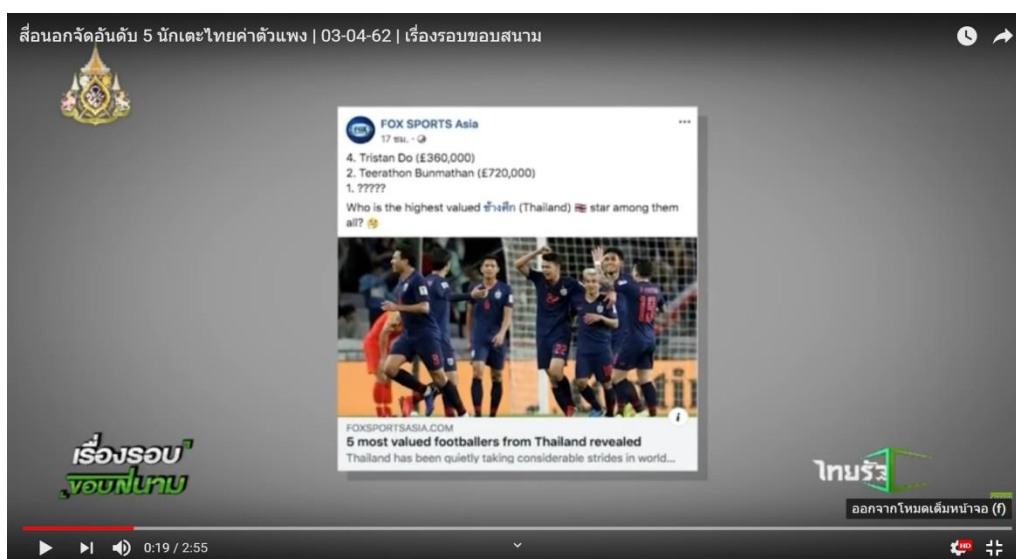 สื่อนอกจัดอันดับ 5 นักเตะไทยค่าตัวแพง | 03-04-62 | เรื่องรอบขอบสนาม
FOX SPORTS Asia
17 ชม. ·
4. Tristan Do (£360,000)
2. Teerathon Bunmathan (£720,000)
1. ?????
Who is the highest valued ช้างศึก (Thailand) 🇹🇭 star among them
all? 🤔
FOXSPORTSASIA.COM
5 most valued footballers from Thailand revealed
Thailand has been quietly taking considerable strides in world...
เรื่องรอบ
ขอบสนาม
ไทยรัฐ
ออกจากโหมดเต็มหน้าจอ (f)
0:19 / 2:55
HD